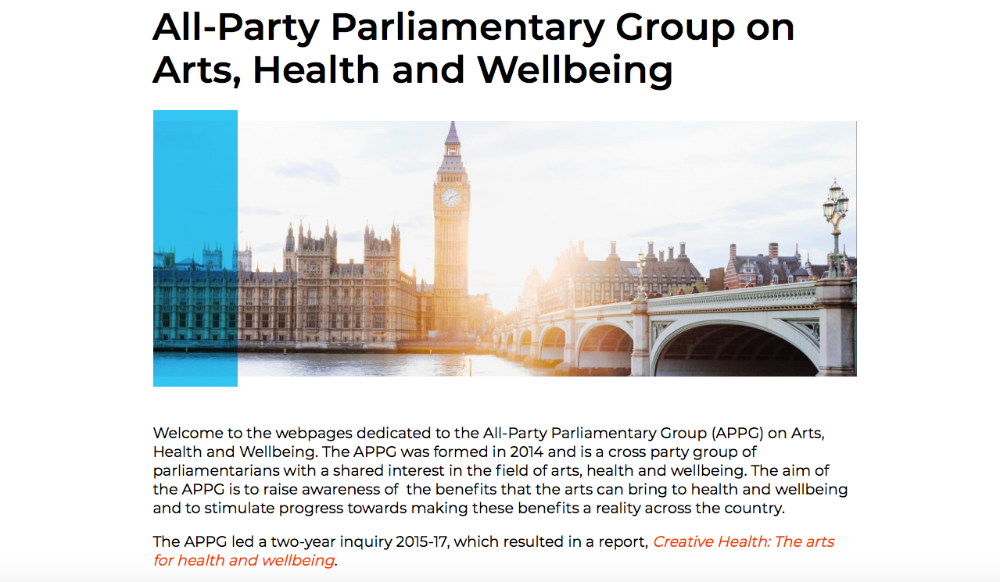 All-Party Parliamentary Group on
Arts, Health and Wellbeing
Welcome to the webpages dedicated to the All-Party Parliamentary Group (APPG) on Arts,
Health and Wellbeing. The APPG was formed in 2014 and is a cross party group of
parliamentarians with a shared interest in the field of arts, health and wellbeing. The aim of
the APPG is to raise awareness of  the benefits that the arts can bring to health and wellbeing
and to stimulate progress towards making these benefits a reality across the country.
The APPG led a two-year inquiry 2015-17, which resulted in a report, Creative Health: The arts
for health and wellbeing.